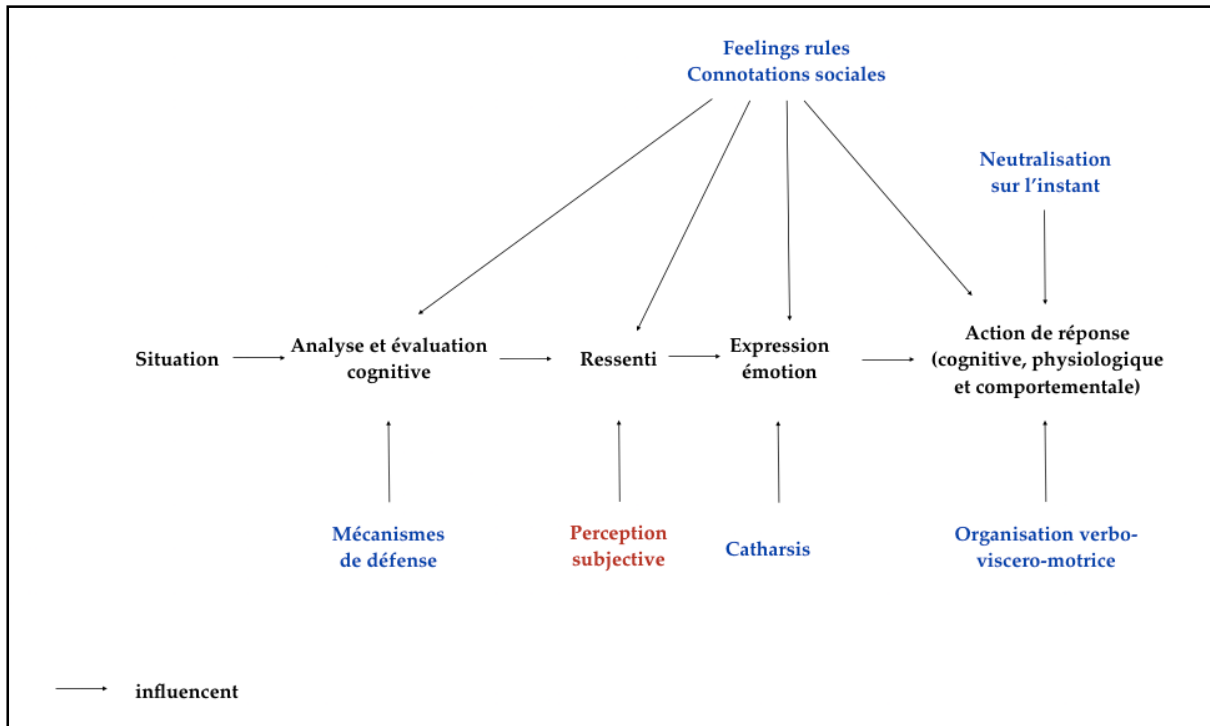 Feelings rules
Connotations sociales
Neutralisation
sur l’instant
Situation
Analyse et évaluation
cognitive
Ressenti
Expression
émotion
Action de réponse
(cognitive, physiologique
et comportementale)
Mécanismes
de défense
Perception
subjective
Catharsis
Organisation verbo-
viscero-motrice
influencent